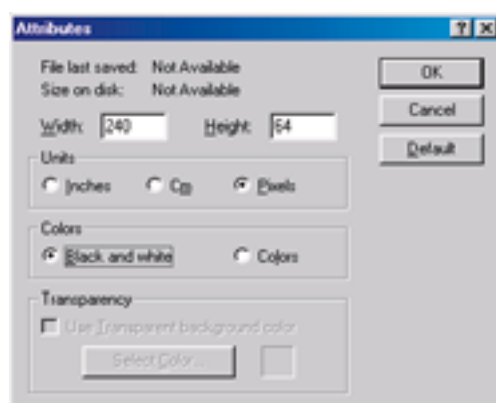 Attributes
File last saved: Not Available
Size on disk: Not Available
Width: 240 Height: 64
Units
Inches Cm Pixels
Colors
Black and white Colors
Transparency
Use Transparent background color
Select Color...
OK
Cancel
Default